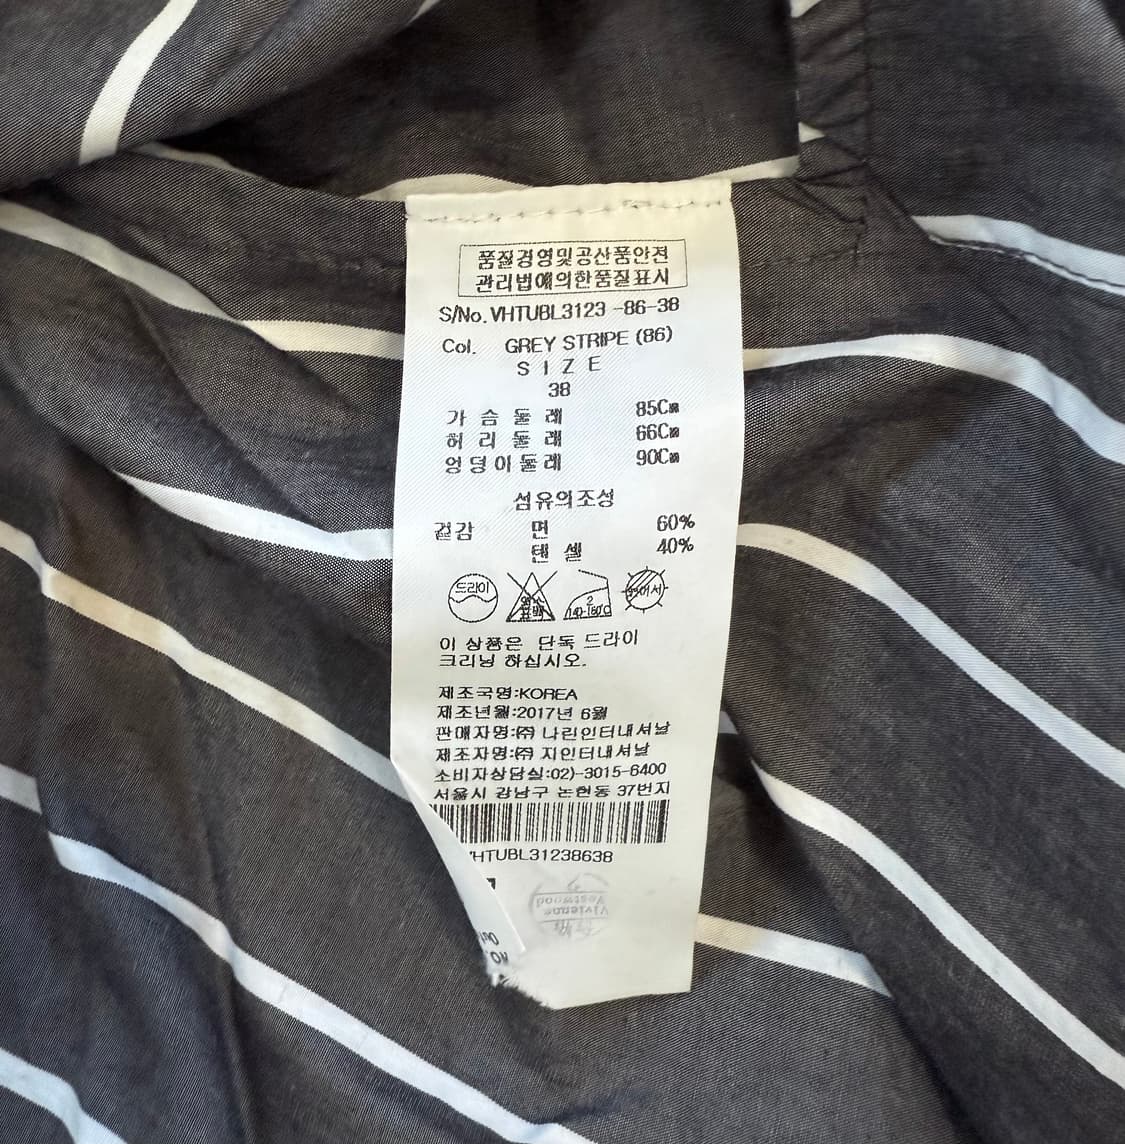 품질경영및공산품안전
관리법에의한품질표시
S/No. VHTUBL3123 -86-38
Col. GREY STRIPE (86)
S I Z E
38
가 슴 둘 레 85Cm
허 리 둘 레 66Cm
엉덩이둘레 90Cm
섬유의조성
겉감 면 60%
텐 셀 40%
드라이
염소
표백
2
140-160℃
이 상품은 단독 드라이
크리닝 하십시오.
제조국명:KOREA
제조년월:2017년 6월
판매자명:㈜ 나린인터내셔날
제조자명:㈜ 지인터내셔날
소비자상담실:02)-3015-6400
서울시 강남구 논현동 37번지
VHTUBL31238638
Vivienne
Westwood